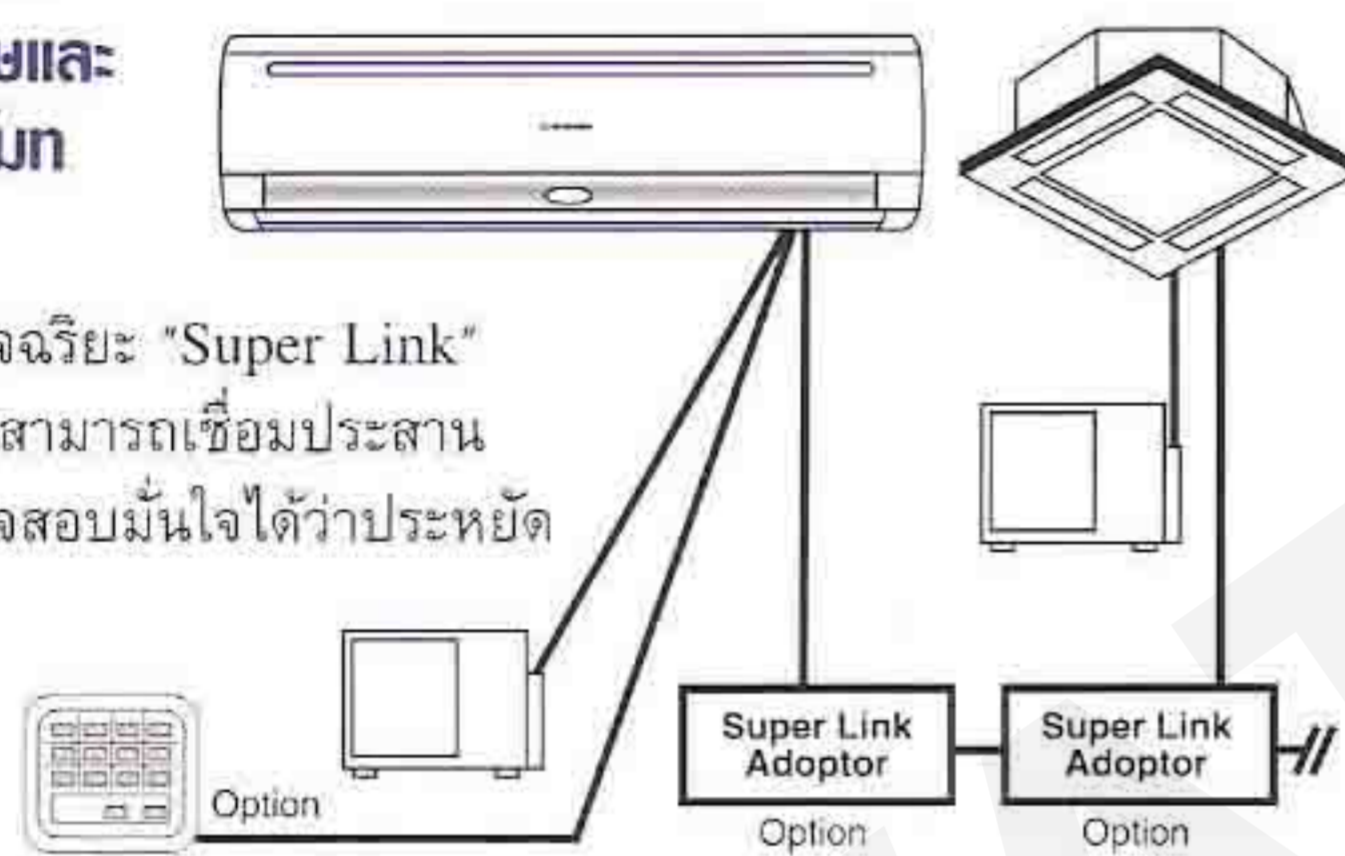 และ
โมท
จฉริยะ "Super Link"
สามารถเชื่อมประสาน
จสอบมั่นใจได้ว่าประหยัด
Super Link
Adoptor
Super Link
Adoptor
Option
Option
Option